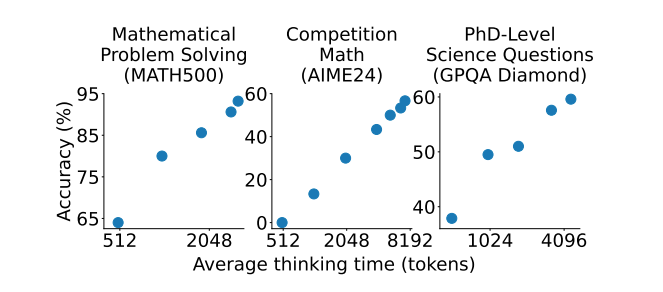 Mathematical
Problem Solving
(MATH500)
Competition
Math
(AIME24)
PhD-Level
Science Questions
(GPQA Diamond)
Accuracy (%)
95
85
75
65
512
2048
60
40
20
0
512
2048
8192
60
50
40
1024
4096
Average thinking time (tokens)